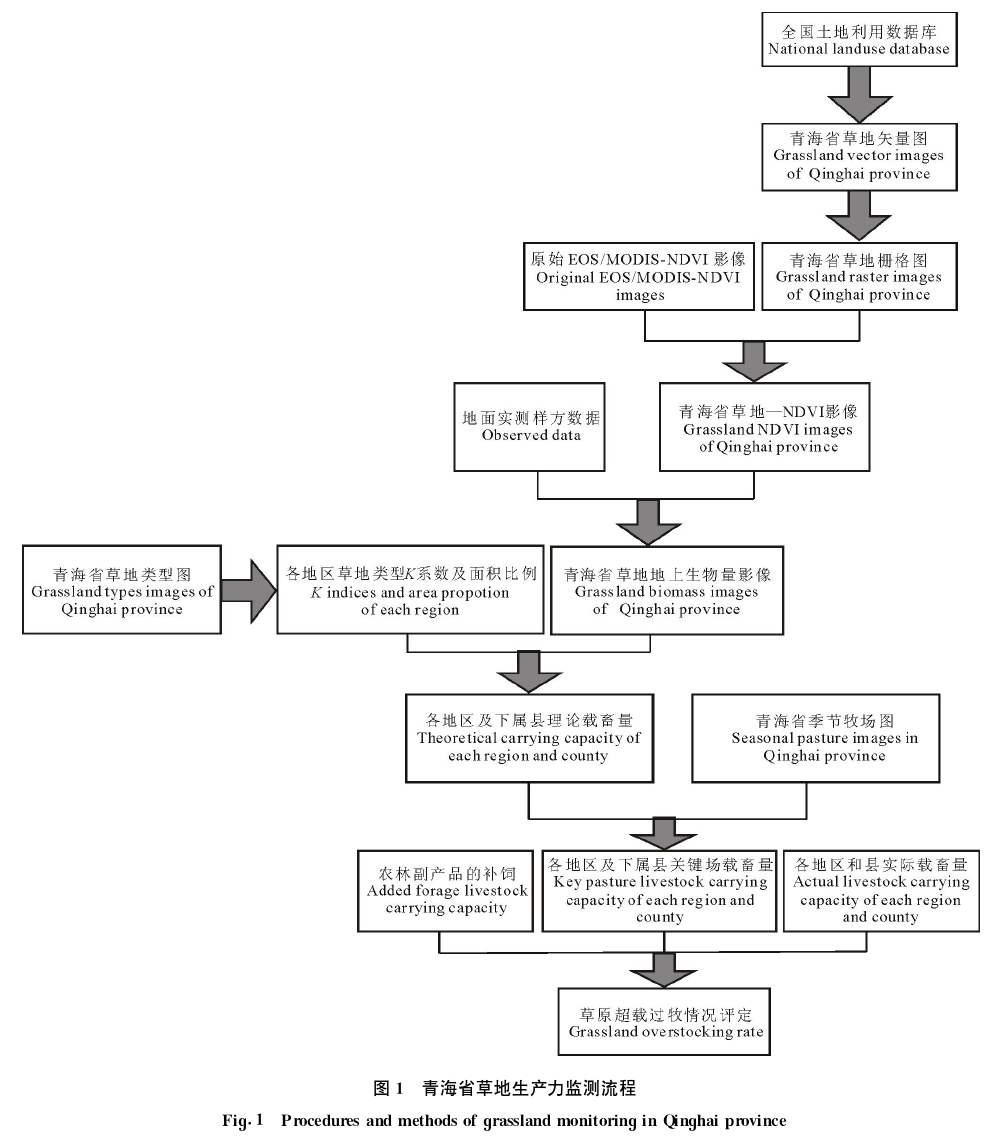 全国土地利用数据库
National landuse database
青海省草地矢量图
Grassland vector images
of Qinghai province
原始EOS/MODIS-NDVI 影像
Original EOS/MODIS-NDVI
images
青海省草地栅格图
Grassland raster images
of Qinghai province
地面实测样方数据
Observed data
青海省草地—NDVI影像
Grassland NDVI images
of Qinghai province
青海省草地类型图
Grassland types images of
Qinghai province
各地区草地类型K系数及面积比例
K indices and area propotion
of each region
青海省草地地上生物量影像
Grassland biomass images
of Qinghai province
各地区及下属县理论载畜量
Theoretical carrying capacity of
each region and county
青海省季节牧场图
Seasonal pasture images in
Qinghai province
农林副产品的补饲
Added forage livestock
carrying capacity
各地区及下属县关键场载畜量
Key pasture livestock carrying
capacity of each region and
county
各地区和县实际载畜量
Actual livestock carrying
capacity of each region
and county
草原超载过牧情况评定
Grassland overstocking rate
图 1 青海省草地生产力监测流程
Fig. 1 Procedures and methods of grassland monitoring in Qinghai province